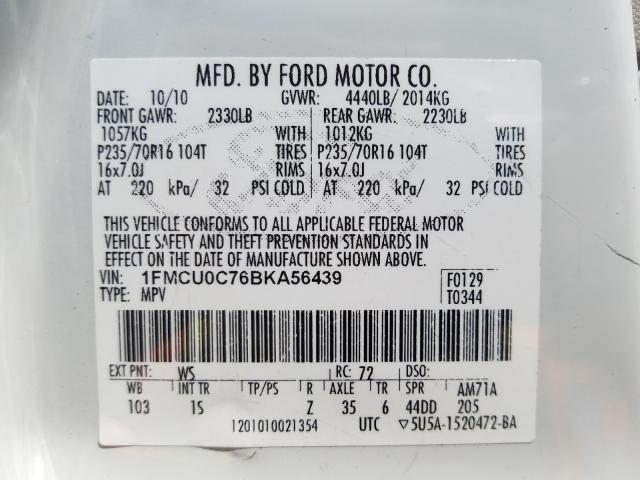 MFD. BY FORD MOTOR CO.
DATE: 10/10 GVWR: 4440LB/ 2014KG
FRONT GAWR: 2330LB REAR GAWR: 2230LB
1057KG WITH 1012KG WITH
P235/70R16 104T TIRES P235/70R16 104T TIRES
16x7.0J RIMS 16x7.0J RIMS
AT 220 kPa/ 32 PSI COLD AT 220 kPa/ 32 PSI COLD
THIS VEHICLE CONFORMS TO ALL APPLICABLE FEDERAL MOTOR
VEHICLE SAFETY AND THEFT PREVENTION STANDARDS IN
EFFECT ON THE DATE OF MANUFACTURE SHOWN ABOVE.
VIN: 1FMCU0C76BKA56439 F0129
TYPE: MPV T0344
EXT PNT: WS RC: 72 DSO:
WB INT TR TP/PS R AXLE TR SPR AM71A
103 1S Z 35 6 44DD 205
1201010021354 UTC ▽5U5A-1520472-BA